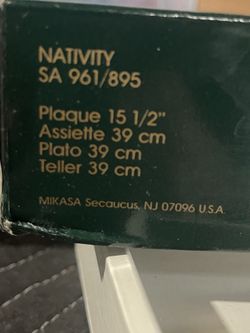 NATIVITY
SA 961/895
Plaque 15 1/2"
Assiette 39 cm
Plato 39 cm
Teller 39 cm
MIKASA Secaucus, NJ 07096 U.S.A.